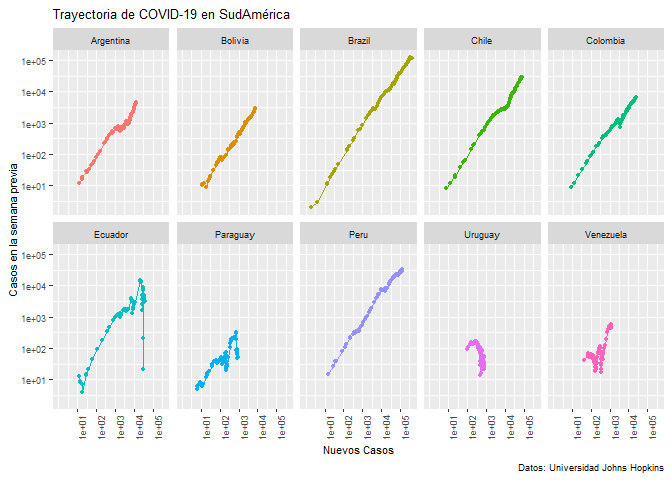 Trayectoria de COVID-19 en SudAmérica
Argentina
Bolivia
Brazil
Chile
Colombia
1e+05
1e+04
1e+03
1e+02
1e+01
Ecuador
Paraguay
Peru
Uruguay
Venezuela
1e+05
1e+04
1e+03
1e+02
1e+01
Casos en la semana previa
1e+01 1e+02 1e+03 1e+04 1e+05
1e+01 1e+02 1e+03 1e+04 1e+05
1e+01 1e+02 1e+03 1e+04 1e+05
1e+01 1e+02 1e+03 1e+04 1e+05
1e+01 1e+02 1e+03 1e+04 1e+05
Nuevos Casos
Datos: Universidad Johns Hopkins